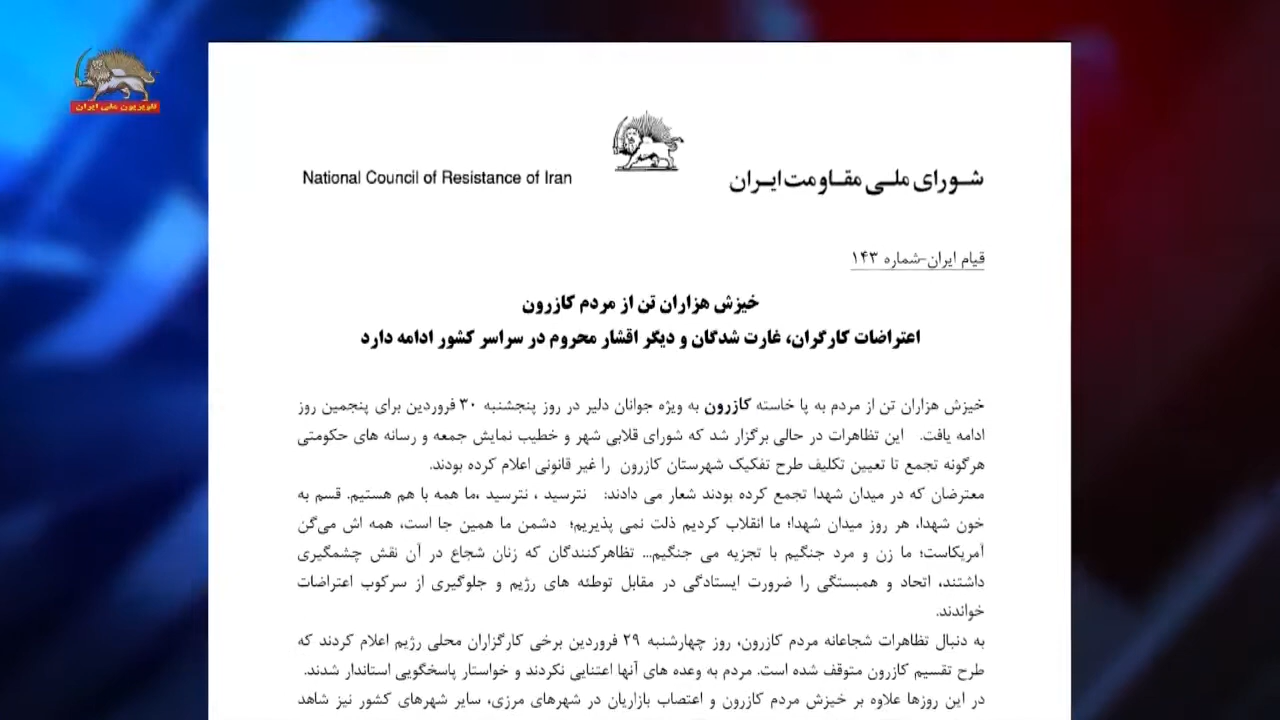 تلویزیون ملی ایران
National Council of Resistance of Iran
شـورای ملـی مقـاومت ایـران
قیام ایران-شماره ۱۴۳
خیزش هزاران تن از مردم کازرون
اعتراضات کارگران، غارت شدگان و دیگر اقشار محروم در سراسر کشور ادامه دارد
خیزش هزاران تن از مردم به پا خاسته کازرون به ویژه جوانان دلیر در روز پنجشنبه ۳۰ فروردین برای پنجمین روز
ادامه یافت. این تظاهرات در حالی برگزار شد که شورای قلابی شهر و خطیب نمایش جمعه و رسانه های حکومتی
هرگونه تجمع تا تعیین تکلیف طرح تفکیک شهرستان کازرون را غیر قانونی اعلام کرده بودند.
معترضان که در میدان شهدا تجمع کرده بودند شعار می دادند: نترسید ، نترسید ،ما همه با هم هستیم. قسم به
خون شهدا، هر روز میدان شهدا؛ ما انقلاب کردیم ذلت نمی پذیریم؛ دشمن ما همین جا است، همه اش می‌گن
آمریکاست؛ ما زن و مرد جنگیم با تجزیه می جنگیم... تظاهرکنندگان که زنان شجاع در آن نقش چشمگیری
داشتند، اتحاد و همبستگی را ضرورت ایستادگی در مقابل توطئه های رژیم و جلوگیری از سرکوب اعتراضات
خواندند.
به دنبال تظاهرات شجاعانه مردم کازرون، روز چهارشنبه ۲۹ فروردین برخی کارگزاران محلی رژیم اعلام کردند که
طرح تقسیم کازرون متوقف شده است. مردم به وعده های آنها اعتنایی نکردند و خواستار پاسخگویی استاندار شدند.
در این روزها علاوه بر خیزش مردم کازرون و اعتصاب بازاریان در شهرهای مرزی، سایر شهرهای کشور نیز شاهد